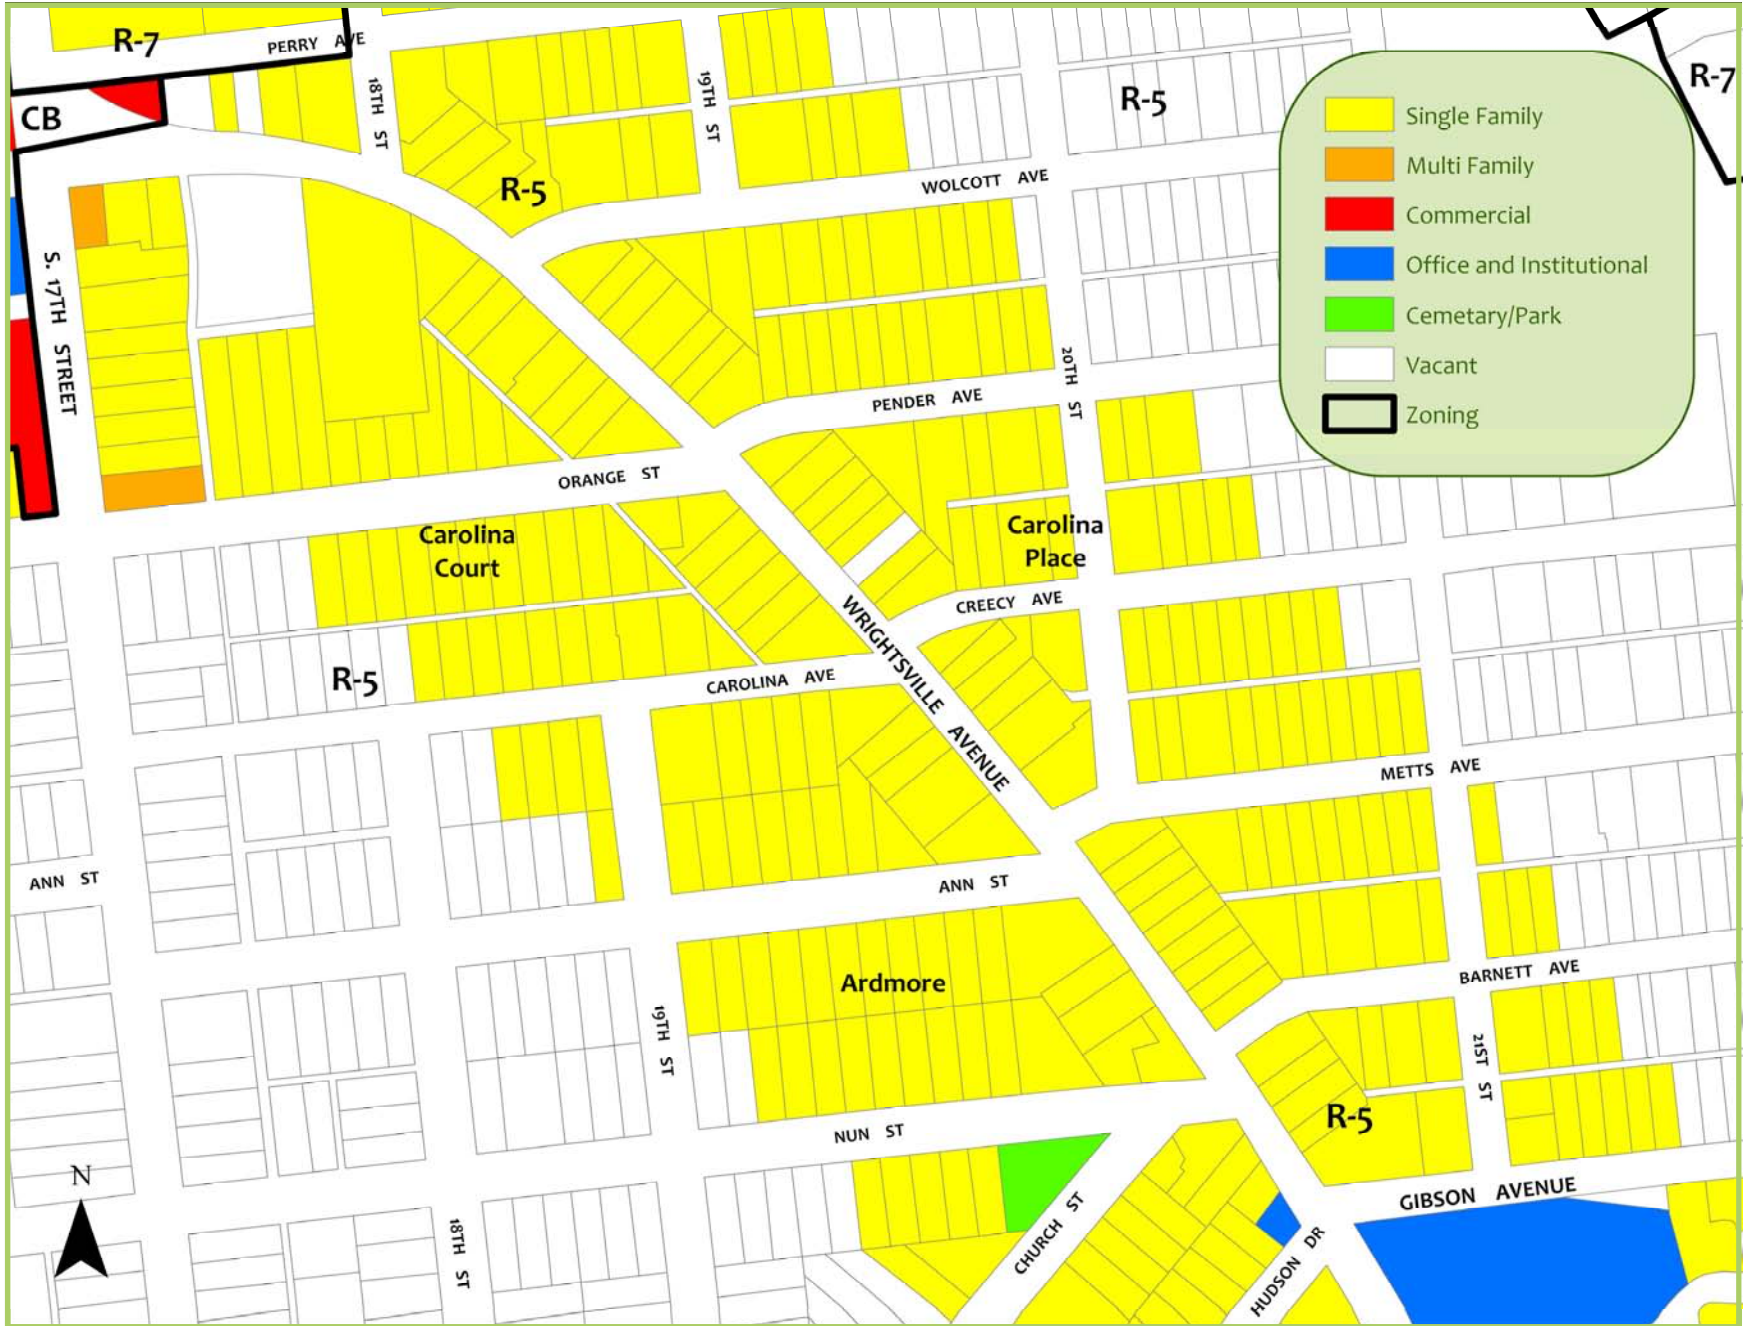 R-7
PERRY AVE
CB
18TH ST
19TH ST
R-5
R-7
R-5
WOLCOTT AVE
Single Family
Multi Family
Commercial
Office and Institutional
Cemetary/Park
Vacant
Zoning
S. 17TH STREET
20TH ST
PENDER AVE
ORANGE ST
Carolina
Court
Carolina
Place
CREECY AVE
WRIGHTSVILLE AVENUE
R-5
CAROLINA AVE
METTS AVE
ANN ST
ANN ST
Ardmore
BARNETT AVE
19TH ST
21ST ST
R-5
NUN ST
N
GIBSON AVENUE
CHURCH ST
HUDSON DR
18TH ST